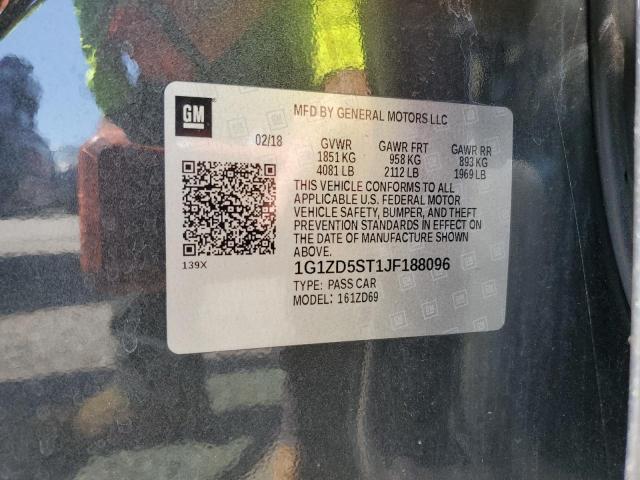 GM
MFD BY GENERAL MOTORS LLC
02/18 GVWR GAWR FRT GAWR RR
1851 KG 958 KG 893 KG
4081 LB 2112 LB 1969 LB
THIS VEHICLE CONFORMS TO ALL
APPLICABLE U.S. FEDERAL MOTOR
VEHICLE SAFETY, BUMPER, AND THEFT
PREVENTION STANDARDS IN EFFECT
ON THE DATE OF MANUFACTURE SHOWN
ABOVE.
139X
1G1ZD5ST1JF188096
TYPE: PASS CAR
MODEL: 161ZD69